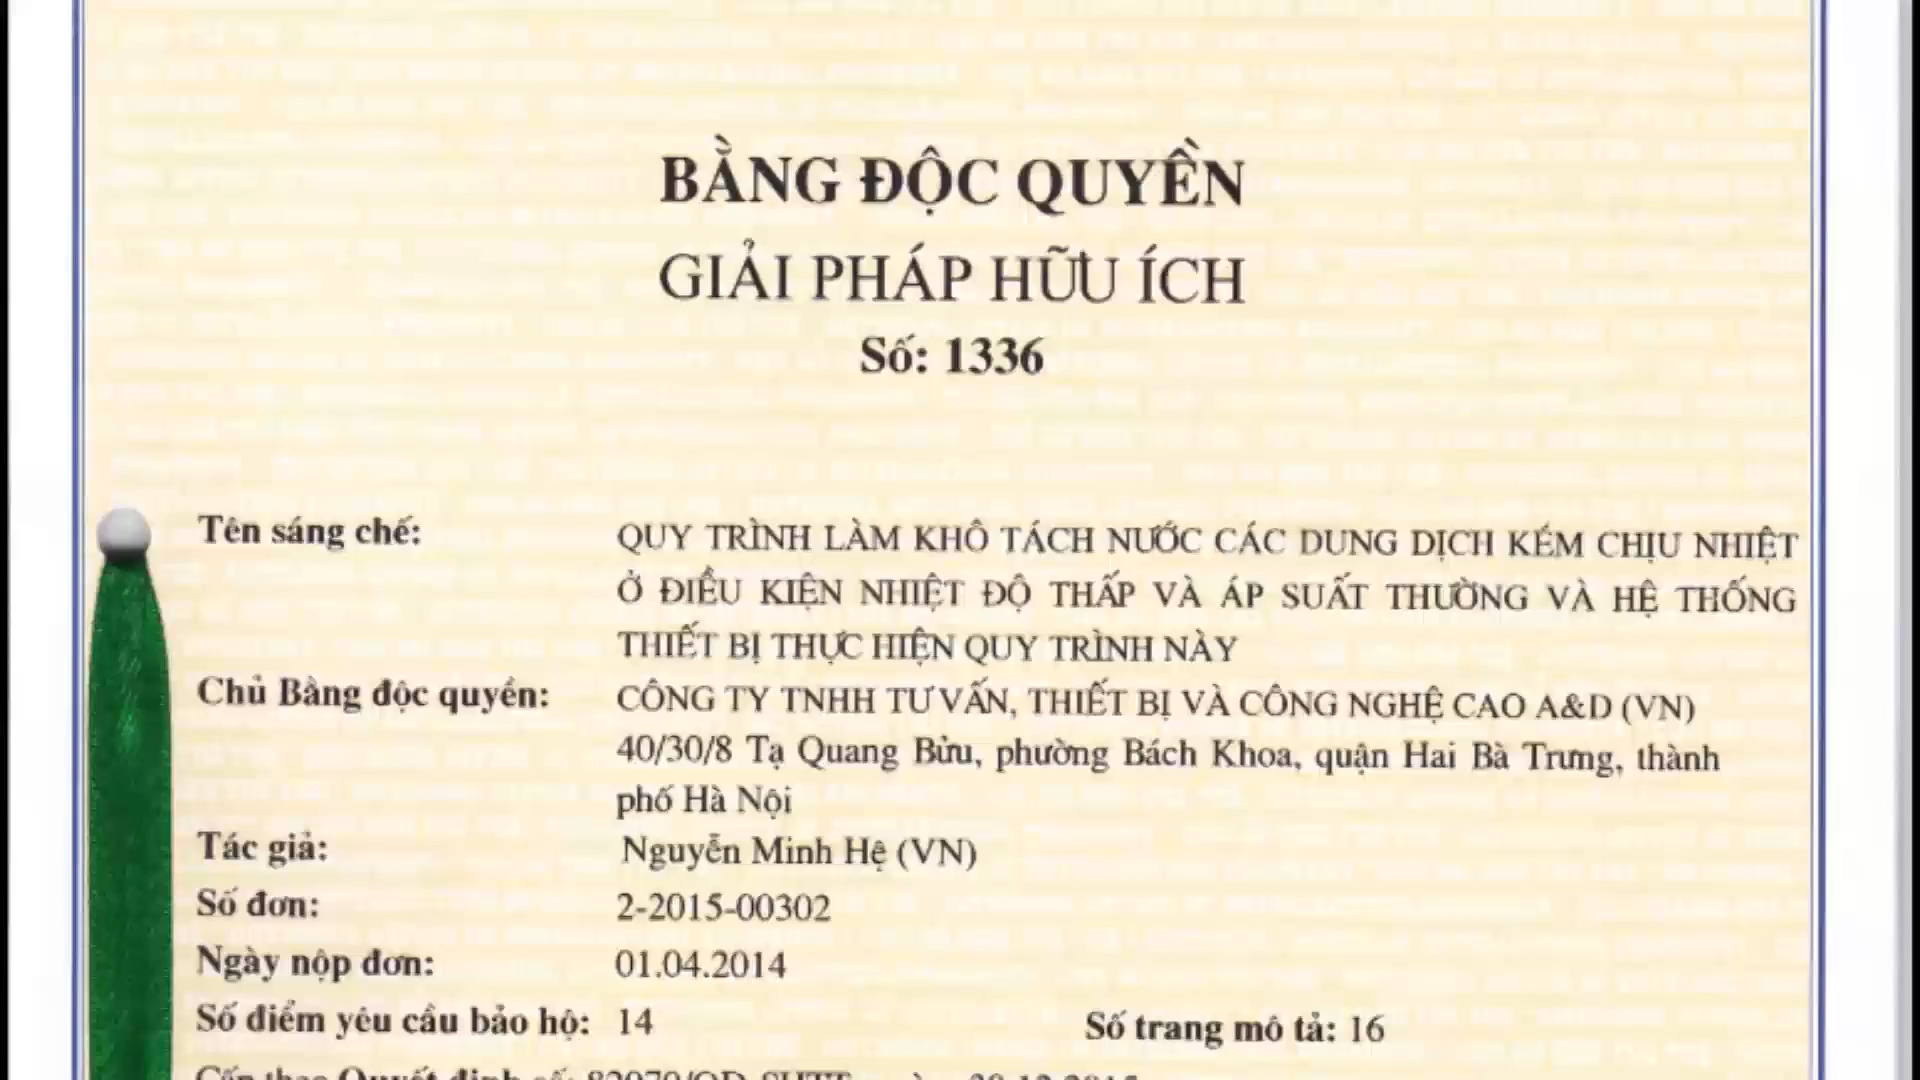 BẰNG ĐỘC QUYỀN
GIẢI PHÁP HỮU ÍCH
Số: 1336
Tên sáng chế: QUY TRÌNH LÀM KHÔ TÁCH NƯỚC CÁC DUNG DỊCH KÉM CHỊU NHIỆT
Ở ĐIỀU KIỆN NHIỆT ĐỘ THẤP VÀ ÁP SUẤT THƯỜNG VÀ HỆ THỐNG
THIẾT BỊ THỰC HIỆN QUY TRÌNH NÀY
Chủ Bằng độc quyền: CÔNG TY TNHH TƯ VẤN, THIẾT BỊ VÀ CÔNG NGHỆ CAO A&D (VN)
40/30/8 Tạ Quang Bửu, phường Bách Khoa, quận Hai Bà Trưng, thành
phố Hà Nội
Tác giả: Nguyễn Minh Hệ (VN)
Số đơn: 2-2015-00302
Ngày nộp đơn: 01.04.2014
Số điểm yêu cầu bảo hộ: 14 Số trang mô tả: 16
Cấp theo Quyết định số: